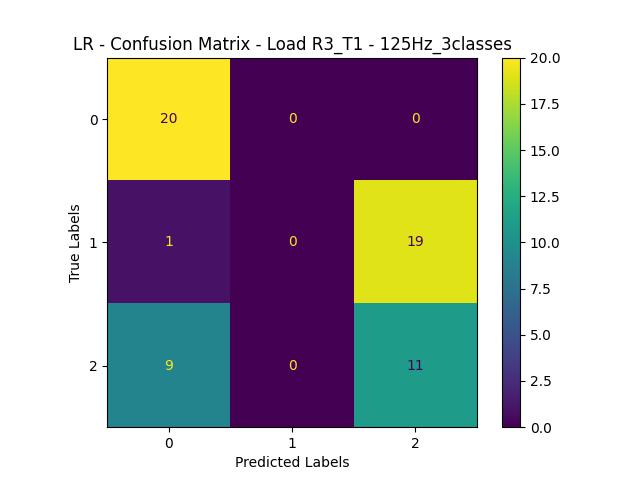 LR - Confusion Matrix - Load R3_T1 - 125Hz_3classes
20.0
17.5
15.0
12.5
10.0
7.5
5.0
2.5
0.0
True Labels
0
20 0 0
1
1 0 19
2
9 0 11
0 1 2
Predicted Labels